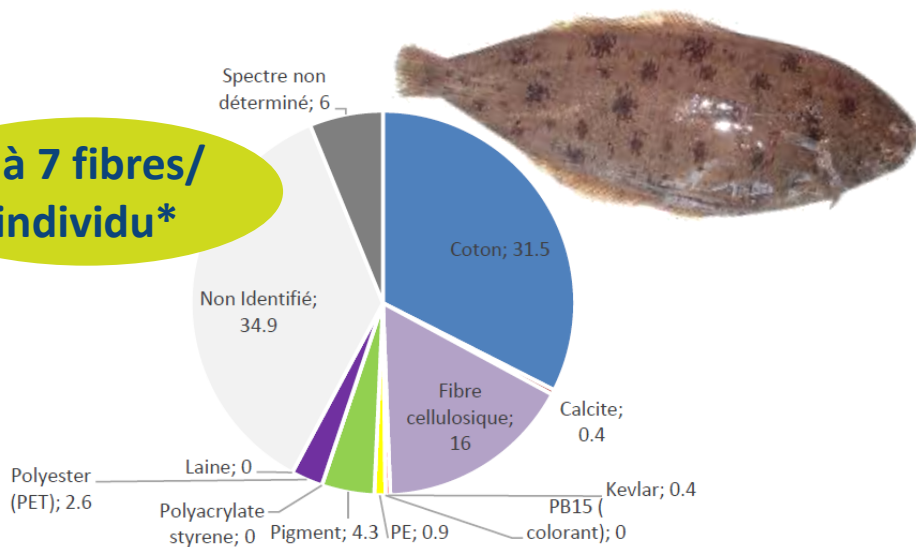 Spectre non
déterminé; 6
à 7 fibres/
individu*
Coton; 31.5
Non Identifié;
34.9
Fibre
cellulosique;
16
Calcite;
0.4
Kevlar; 0.4
PB15 (
colorant); 0
PE; 0.9
Pigment; 4.3
Polyacrylate
styrene; 0
Laine; 0
Polyester
(PET); 2.6